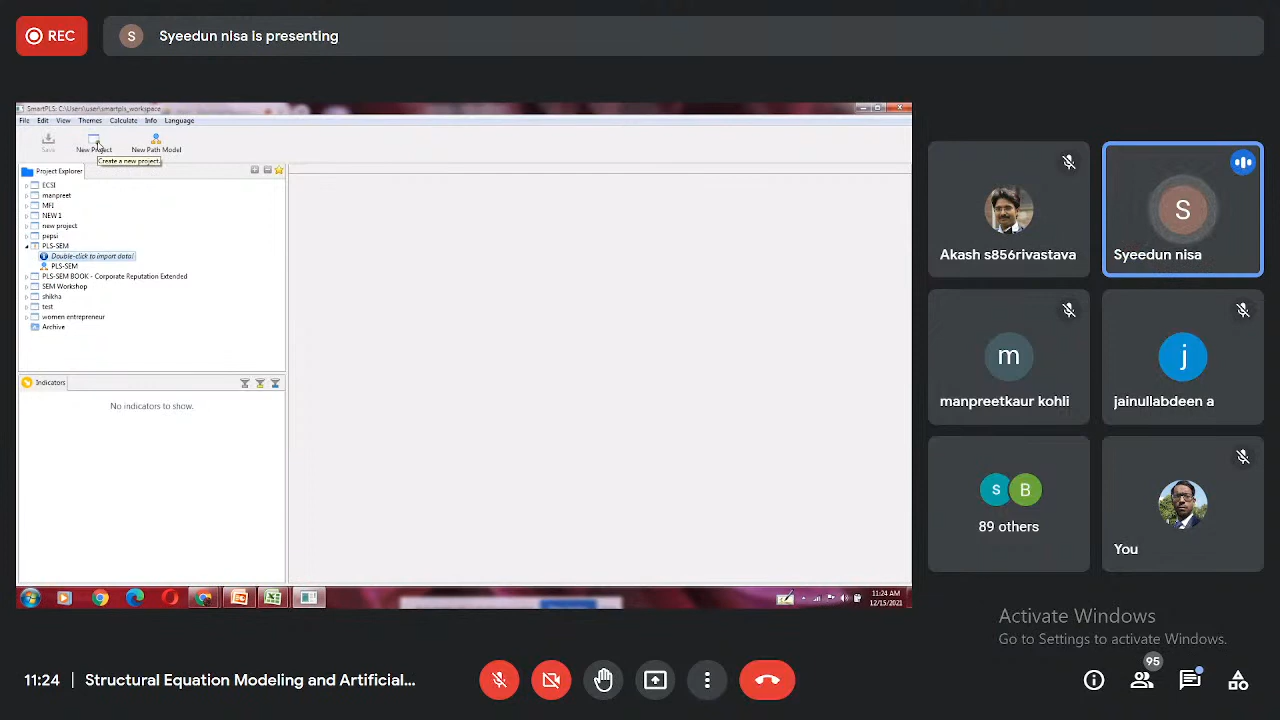 REC
S
Syeedun nisa is presenting
SmartPLS: C:\Users\user\smartpls_workspace
File Edit View Themes Calculate Info Language
Save New Project New Path Model
Create a new project.
Project Explorer
ECSI
manpreet
MFI
NEW 1
new project
pepsi
PLS-SEM
Double-click to import data!
PLS-SEM
PLS-SEM BOOK - Corporate Reputation Extended
SEM Workshop
shikha
test
women entrepreneur
Archive
Indicators
No indicators to show.
11:24 AM
12/15/2021
Akash s856rivastava
S
Syeedun nisa
m
manpreetkaur kohli
j
jainullabdeen a
s B
89 others
You
Activate Windows
Go to Settings to activate Windows.
11:24 | Structural Equation Modeling and Artificial...
95